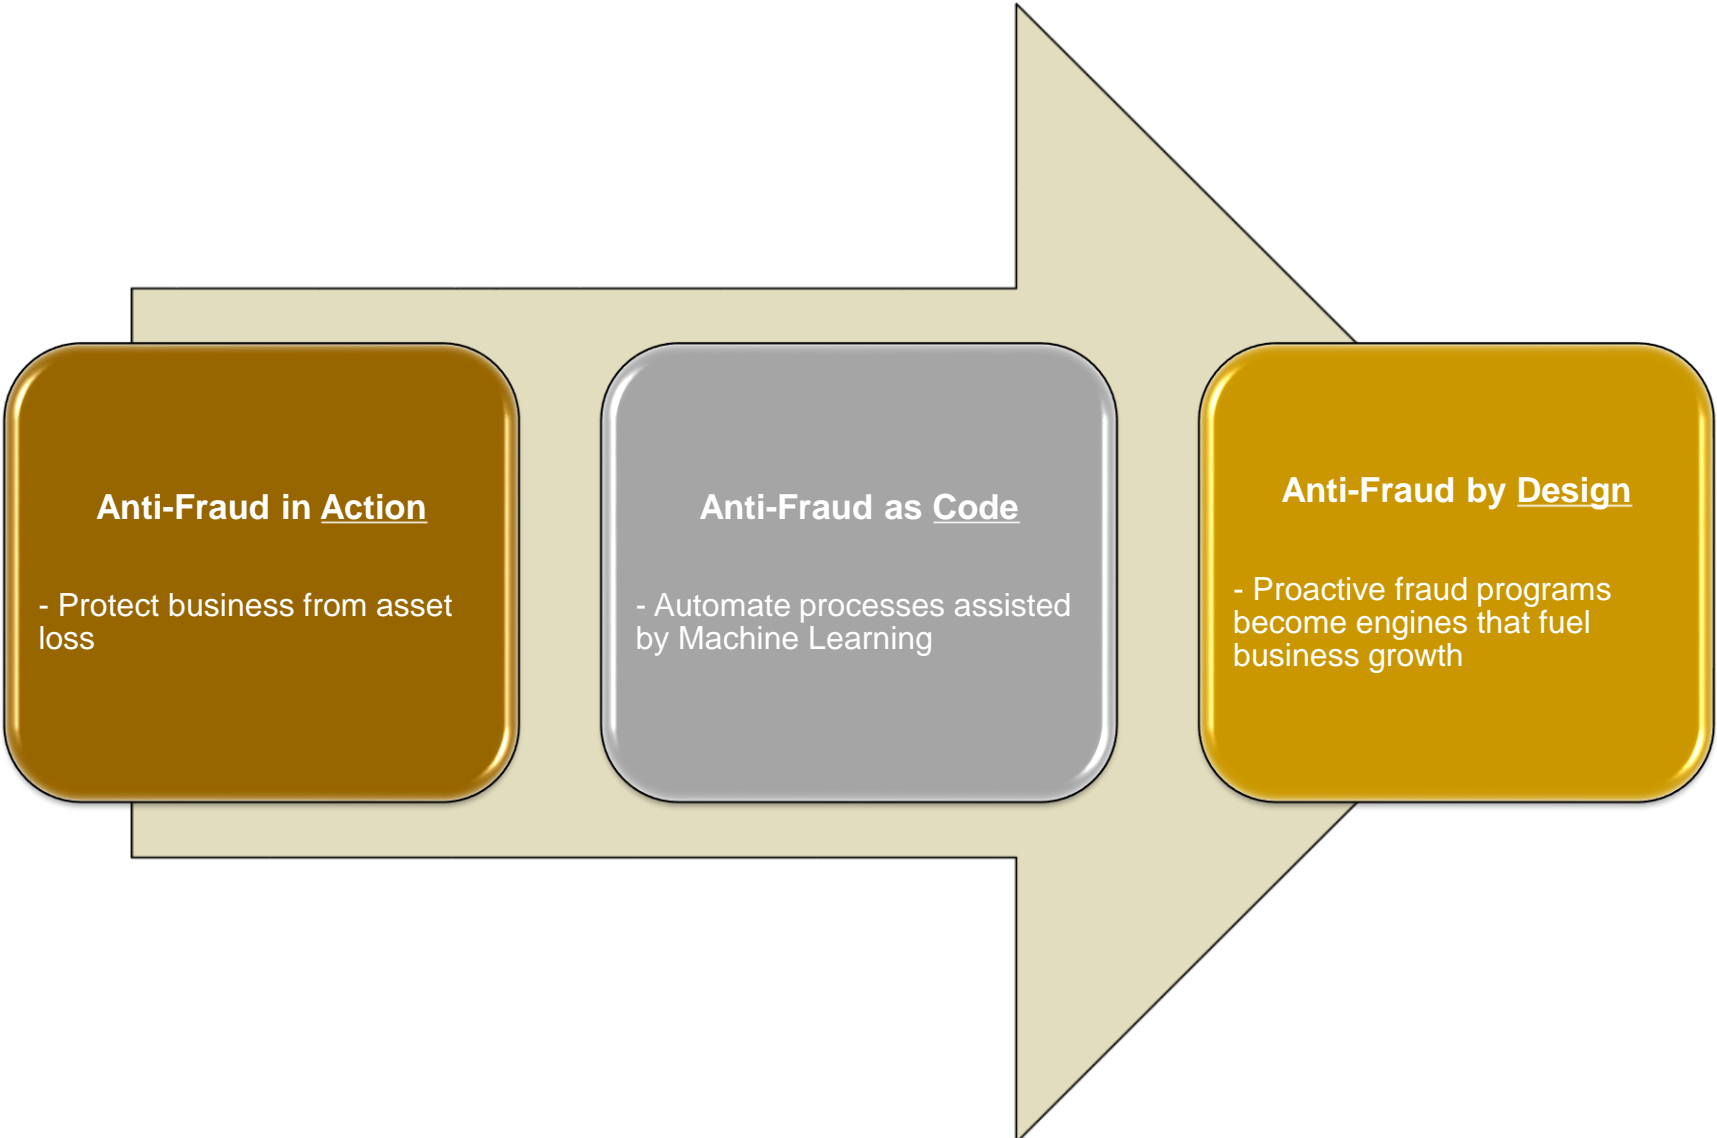 Anti-Fraud in Action
- Protect business from asset
loss
Anti-Fraud as Code
- Automate processes assisted
by Machine Learning
Anti-Fraud by Design
- Proactive fraud programs
become engines that fuel
business growth